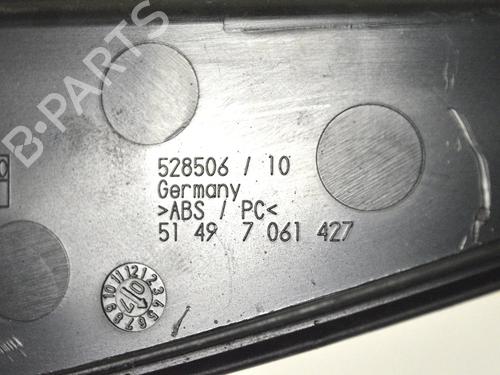 B-PARTS
528506 / 10
Germany
>ABS / PC<
51 49 7 061 427